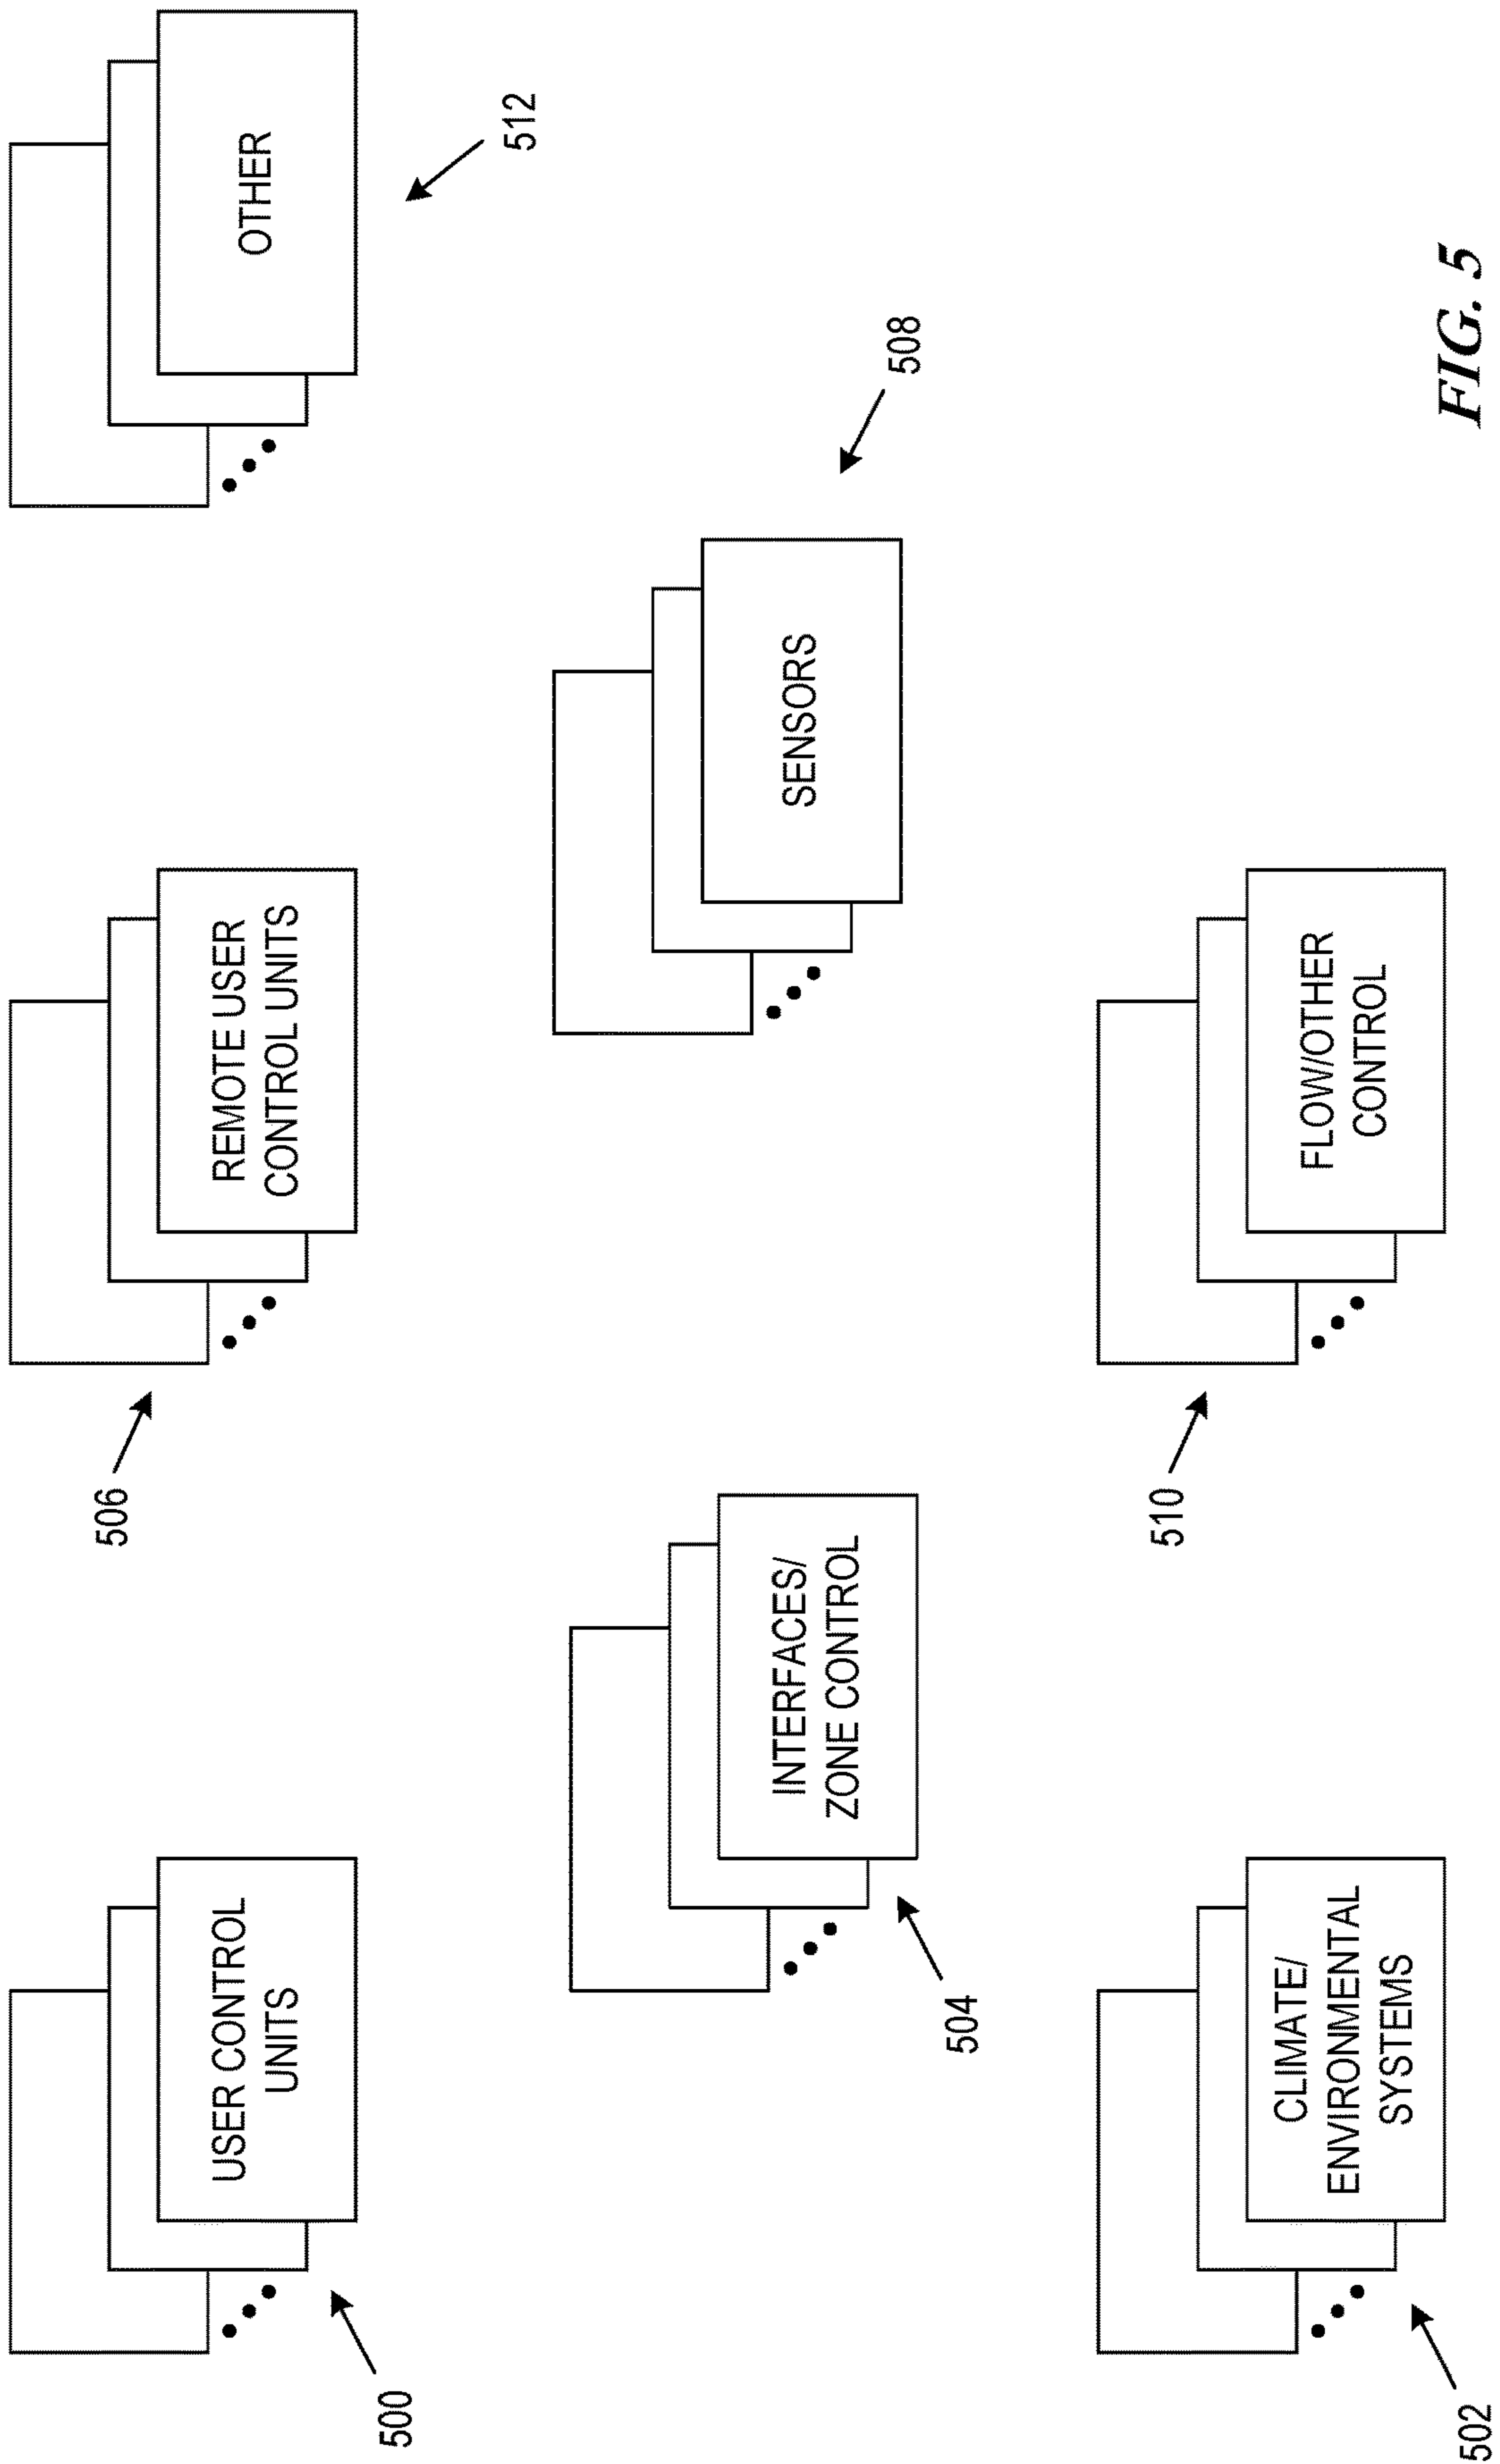 USER CONTROL
UNITS
500
506
REMOTE USER
CONTROL UNITS
OTHER
512
INTERFACES/
ZONE CONTROL
504
SENSORS
508
CLIMATE/
ENVIRONMENTAL
SYSTEMS
502
510
FLOW/OTHER
CONTROL
FIG. 5